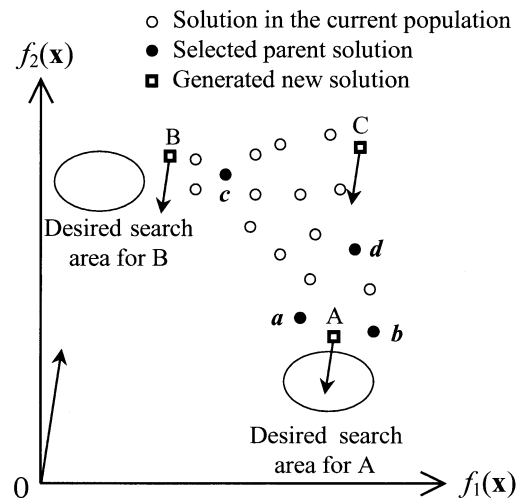 Solution in the current population
Selected parent solution
Generated new solution
f₂(x)
B
C
c
Desired search
area for B
d
a
A
b
Desired search
area for A
0
f₁(x)